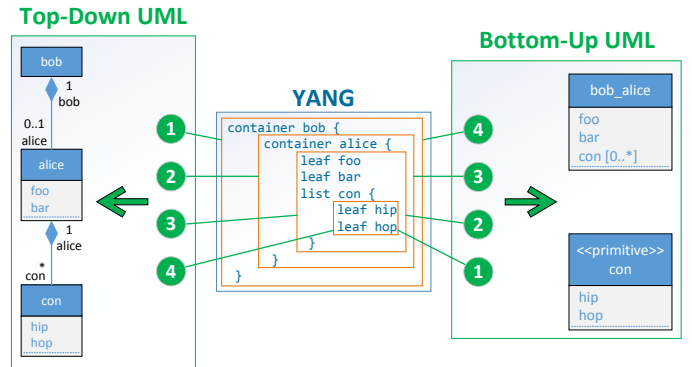 Top-Down UML
bob
1
bob
0..1
alice
alice
foo
bar
1
alice
*
con
con
hip
hop
YANG
container bob {
container alice {
leaf foo
leaf bar
list con {
leaf hip
leaf hop
}
}
}
1
2
3
4
4
3
2
1
Bottom-Up UML
bob_alice
foo
bar
con [0..*]
<<primitive>>
con
hip
hop